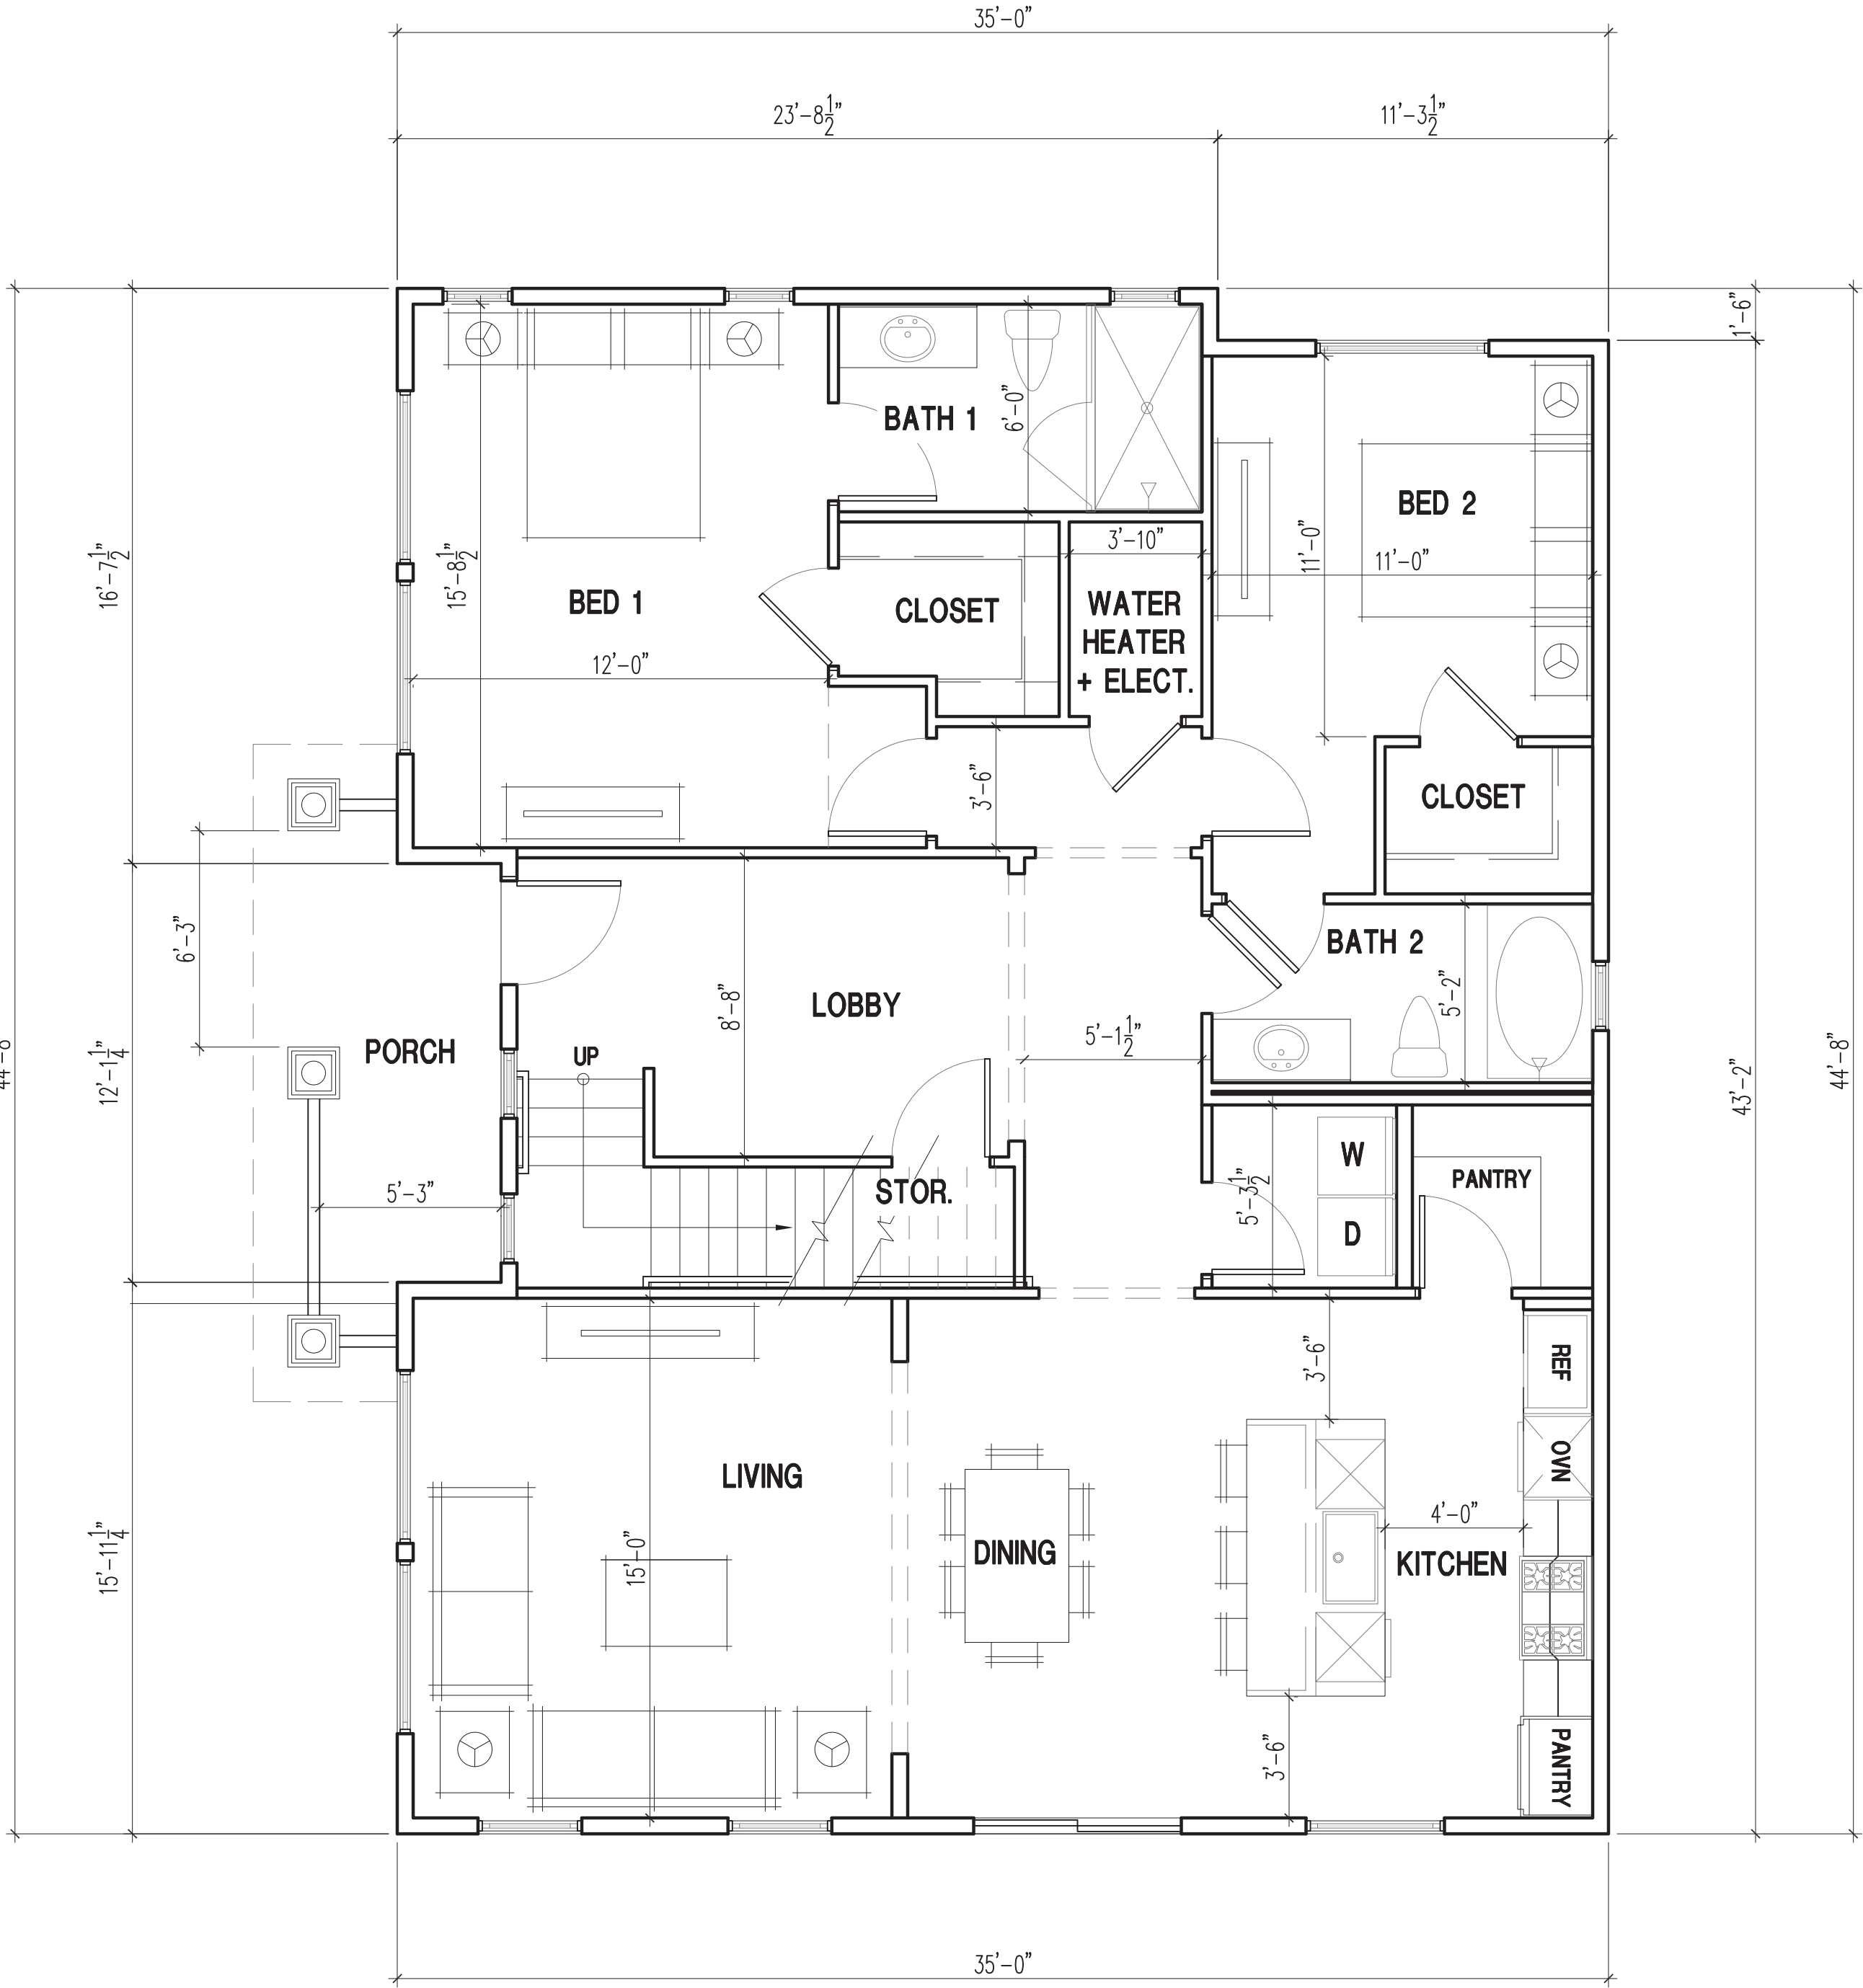 35'-0"
23'-8 1/2"
11'-3 1/2"
1'-6"
BATH 1
6'-0"
BED 2
3'-10"
11'-0"
11'-0"
16'-7 1/2"
15'-8 1/2"
BED 1
CLOSET
WATER
HEATER
+ ELECT.
12'-0"
3'-6"
CLOSET
6'-3"
BATH 2
8'-8"
LOBBY
5'-2"
PORCH
UP
5'-1 1/2"
12'-1 1/4"
43'-2"
44'-8"
W
PANTRY
5'-3"
STOR.
5'-3 1/2"
D
3'-6"
REF
OVN
LIVING
4'-0"
DINING
KITCHEN
15'-11 1/4"
15'-0"
3'-6"
PANTRY
35'-0"